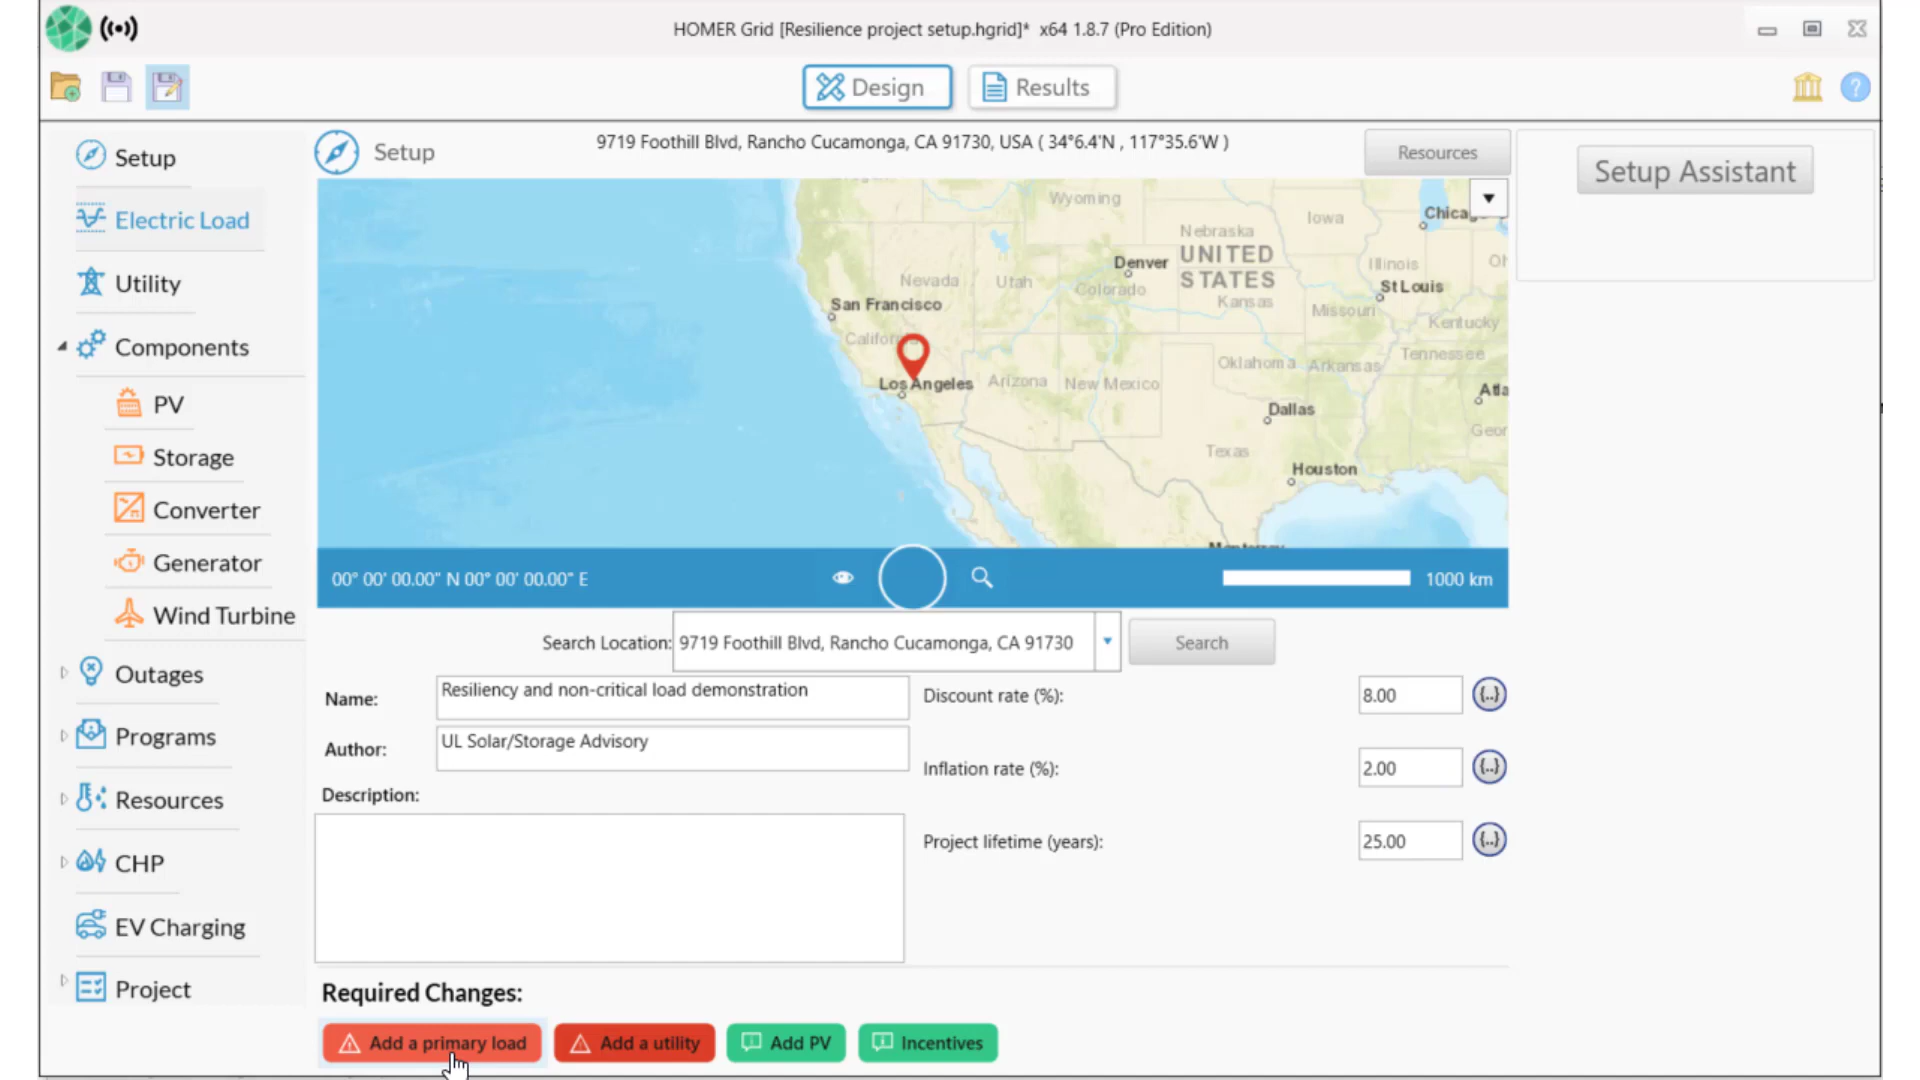 HOMER Grid [Resilience project setup.hgrid]* x64 1.8.7 (Pro Edition)
Design
Results
?
Setup
Electric Load
Utility
Components
PV
Storage
Converter
Generator
Wind Turbine
Outages
Programs
Resources
CHP
EV Charging
Project
Setup
9719 Foothill Blvd, Rancho Cucamonga, CA 91730, USA ( 34°6.4'N , 117°35.6'W )
Resources
Setup Assistant
Wyoming
Iowa
Nebraska
UNITED
STATES
Denver
Nevada
Utah
Colorado
Kansas
Illinois
St Louis
Missouri
Kentucky
San Francisco
Los Angeles
Arizona
New Mexico
Oklahoma
Arkansas
Tennessee
Dallas
Texas
Houston
00° 00' 00.00" N 00° 00' 00.00" E
1000 km
Search Location:
9719 Foothill Blvd, Rancho Cucamonga, CA 91730
Search
Name:
Resiliency and non-critical load demonstration
Author:
UL Solar/Storage Advisory
Description:
Discount rate (%):
8.00
{..}
Inflation rate (%):
2.00
{..}
Project lifetime (years):
25.00
{..}
Required Changes:
Add a primary load
Add a utility
Add PV
Incentives